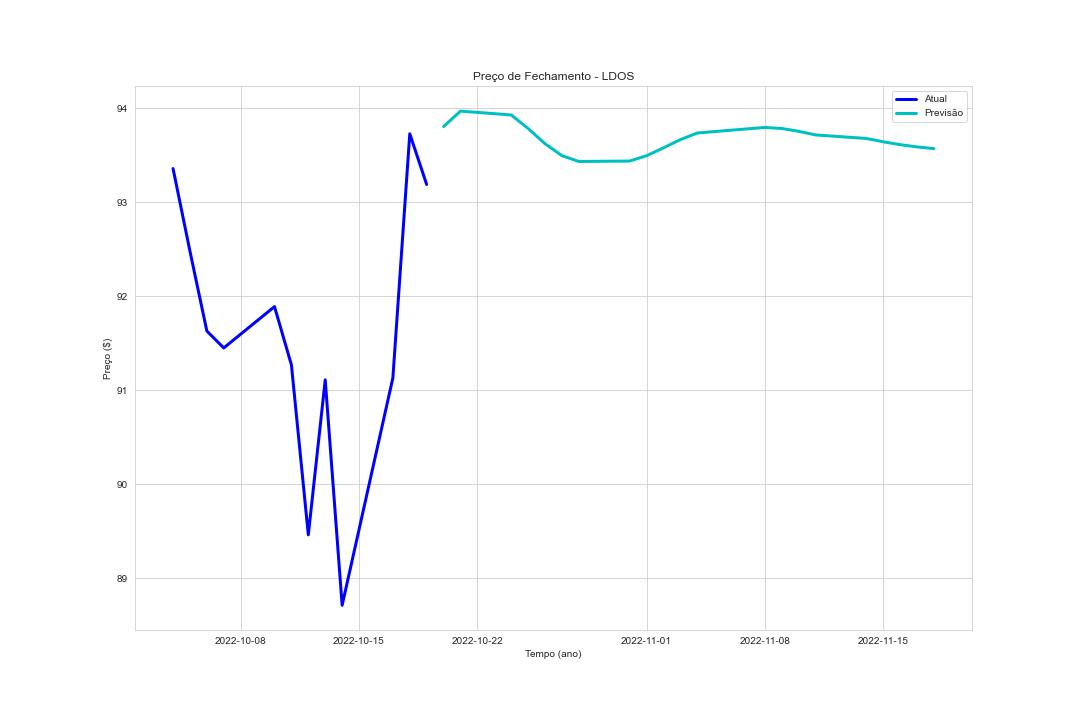 Preço de Fechamento - LDOS
Atual
Previsão
94
93
92
91
90
89
Preço ($)
2022-10-08
2022-10-15
2022-10-22
2022-11-01
2022-11-08
2022-11-15
Tempo (ano)